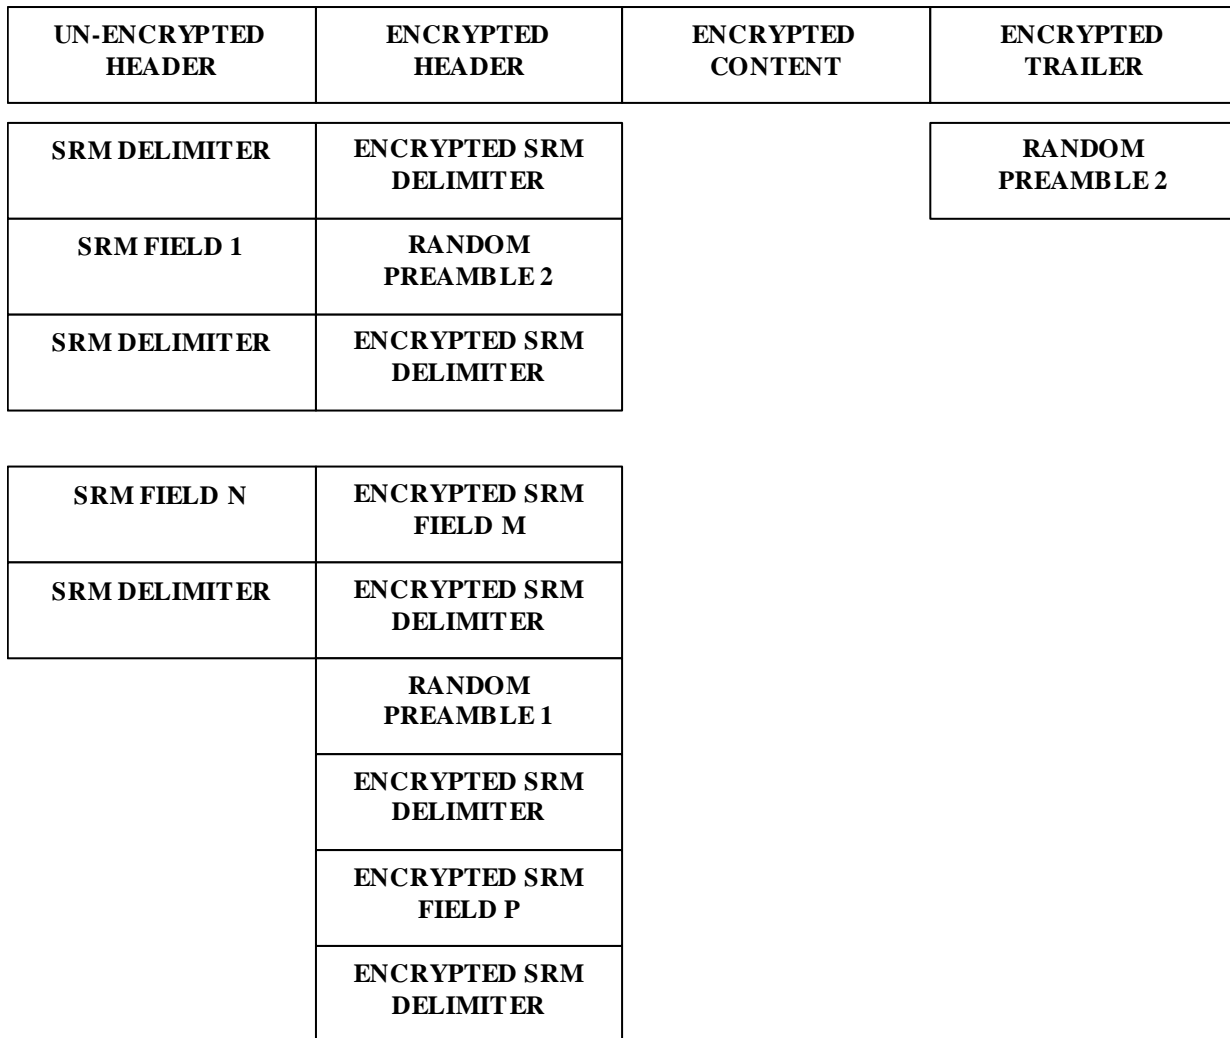 UN-ENCRYPTED
HEADER
ENCRYPTED
HEADER
ENCRYPTED
CONTENT
ENCRYPTED
TRAILER
SRM DELIMITER
ENCRYPTED SRM
DELIMITER
RANDOM
PREAMBLE 2
SRM FIELD 1
RANDOM
PREAMBLE 2
SRM DELIMITER
ENCRYPTED SRM
DELIMITER
SRM FIELD N
ENCRYPTED SRM
FIELD M
SRM DELIMITER
ENCRYPTED SRM
DELIMITER
RANDOM
PREAMBLE 1
ENCRYPTED SRM
DELIMITER
ENCRYPTED SRM
FIELD P
ENCRYPTED SRM
DELIMITER